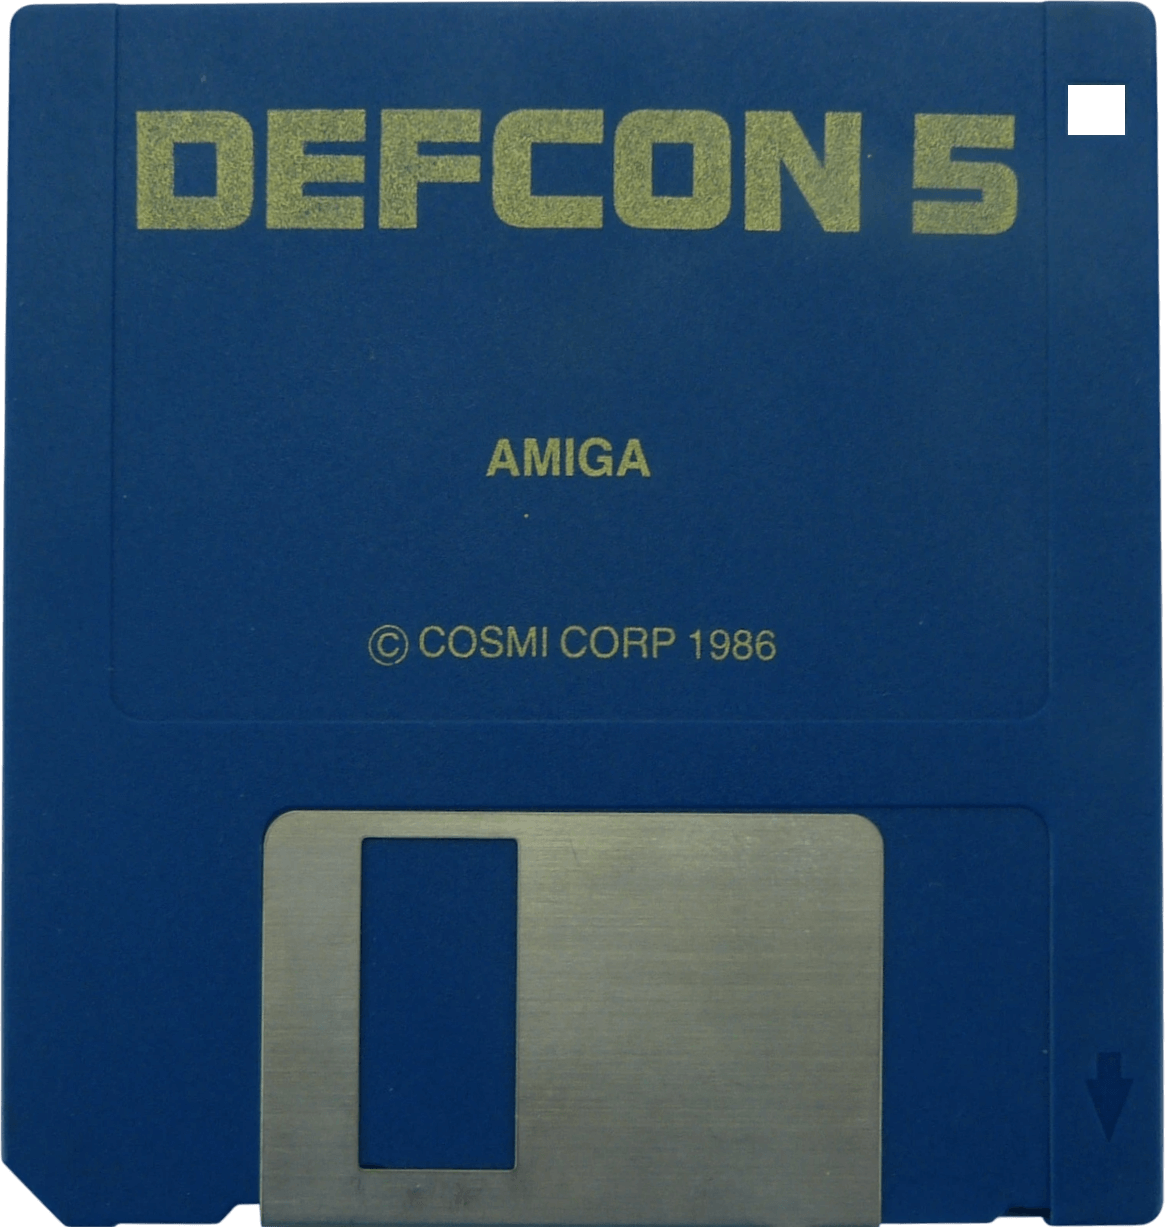 DEFCON 5
AMIGA
© COSMI CORP 1986